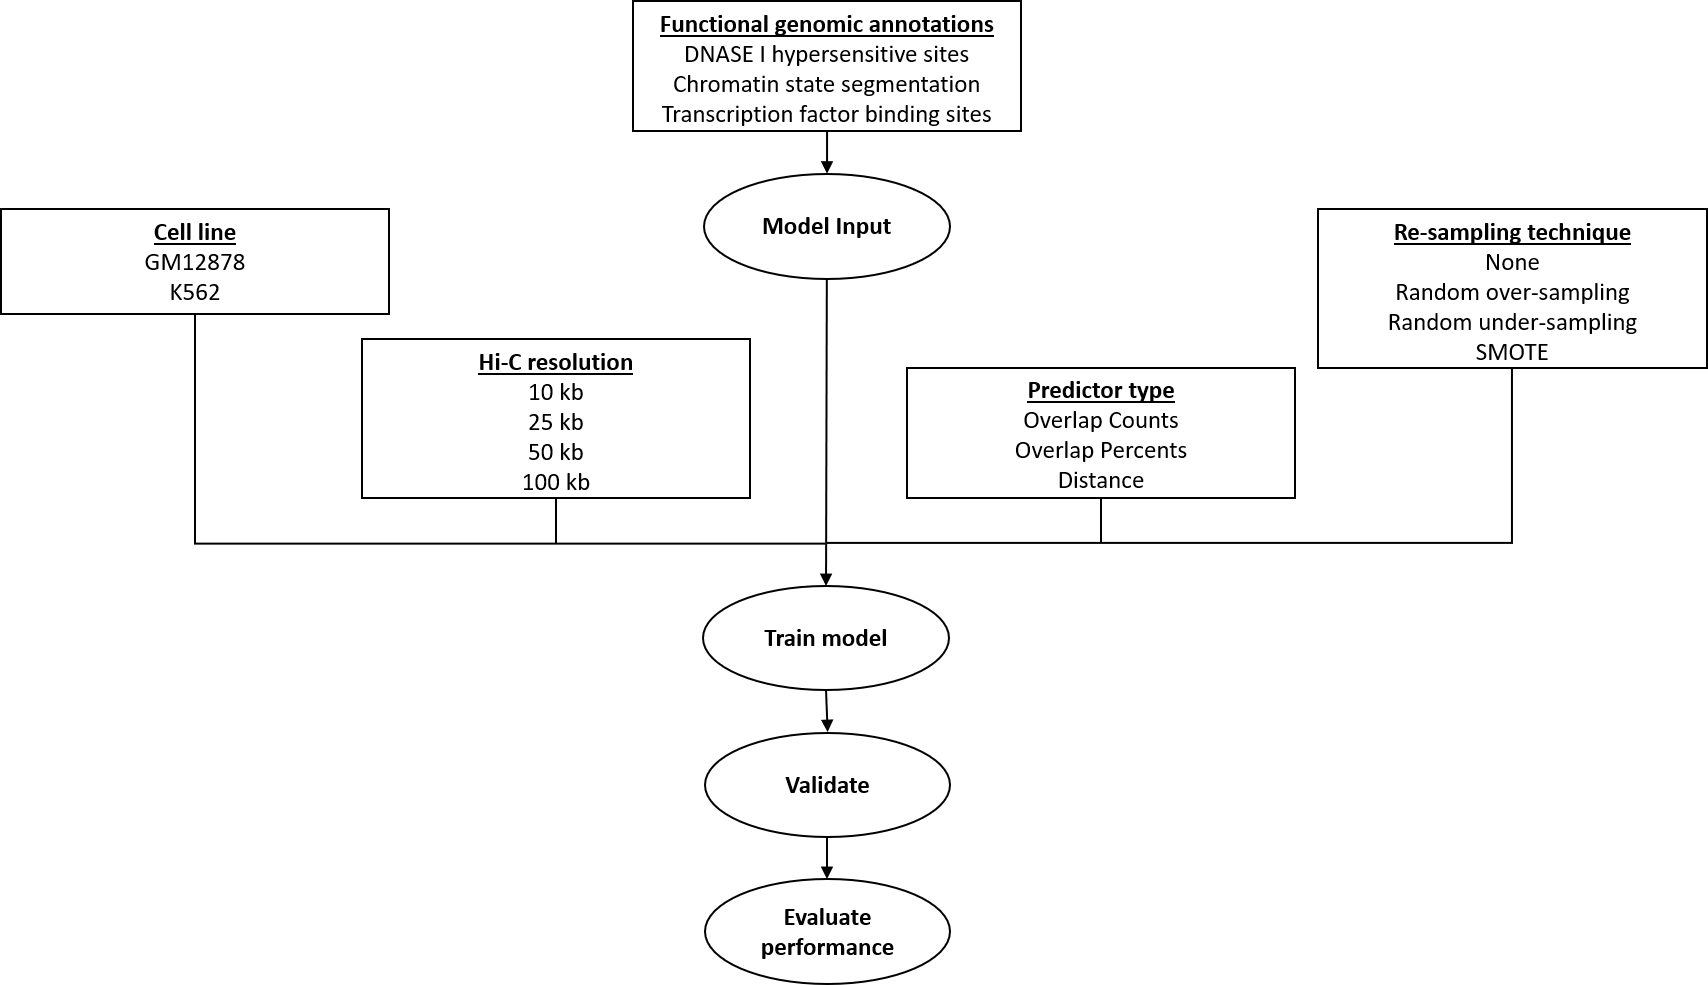 Functional genomic annotations
DNASE I hypersensitive sites
Chromatin state segmentation
Transcription factor binding sites
Model Input
Cell line
GM12878
K562
Re-sampling technique
None
Random over-sampling
Random under-sampling
SMOTE
Hi-C resolution
10 kb
25 kb
50 kb
100 kb
Predictor type
Overlap Counts
Overlap Percents
Distance
Train model
Validate
Evaluate
performance